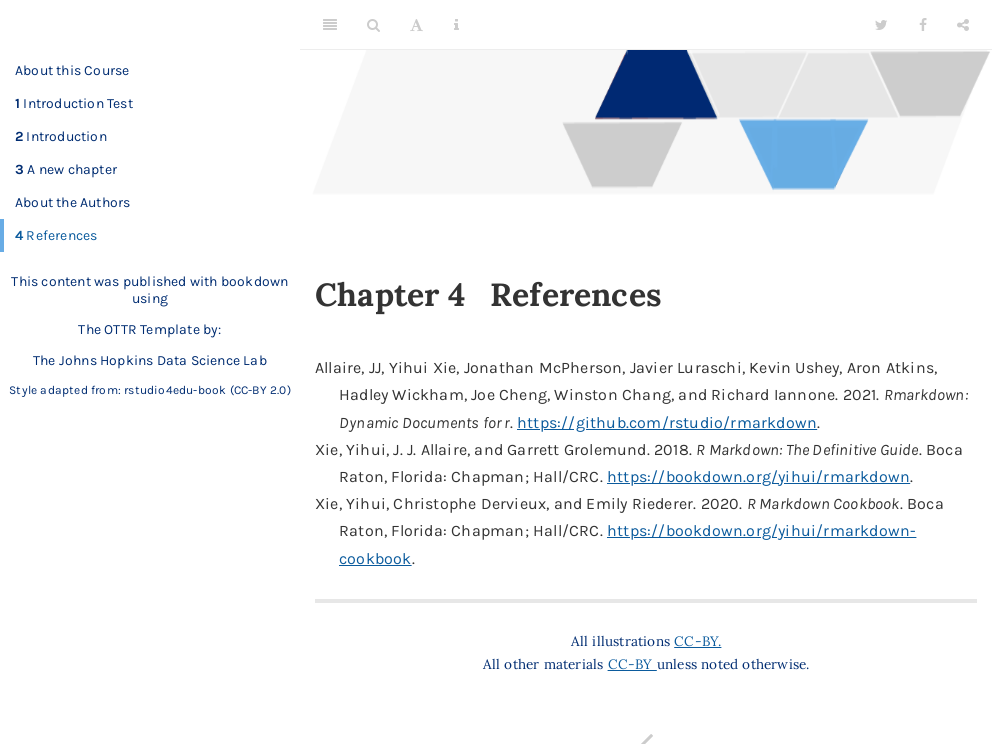 About this Course
1 Introduction Test
2 Introduction
3 A new chapter
About the Authors
4 References
This content was published with bookdown
using
The OTTR Template by:
The Johns Hopkins Data Science Lab
Style adapted from: rstudio4edu-book (CC-BY 2.0)
Chapter 4 References
Allaire, JJ, Yihui Xie, Jonathan McPherson, Javier Luraschi, Kevin Ushey, Aron Atkins,
Hadley Wickham, Joe Cheng, Winston Chang, and Richard Iannone. 2021. Rmarkdown:
Dynamic Documents for r. https://github.com/rstudio/rmarkdown.
Xie, Yihui, J. J. Allaire, and Garrett Grolemund. 2018. R Markdown: The Definitive Guide. Boca
Raton, Florida: Chapman; Hall/CRC. https://bookdown.org/yihui/rmarkdown.
Xie, Yihui, Christophe Dervieux, and Emily Riederer. 2020. R Markdown Cookbook. Boca
Raton, Florida: Chapman; Hall/CRC. https://bookdown.org/yihui/rmarkdown-
cookbook.
All illustrations CC-BY.
All other materials CC-BY unless noted otherwise.